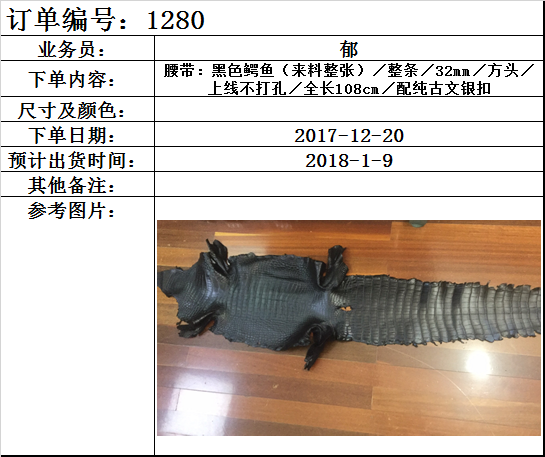 订单编号：1280
业务员： 郁
下单内容： 腰带：黑色鳄鱼（来料整张）／整条／32mm／方头／
上线不打孔／全长108cm／配纯古文银扣
尺寸及颜色：
下单日期： 2017-12-20
预计出货时间： 2018-1-9
其他备注：
参考图片：